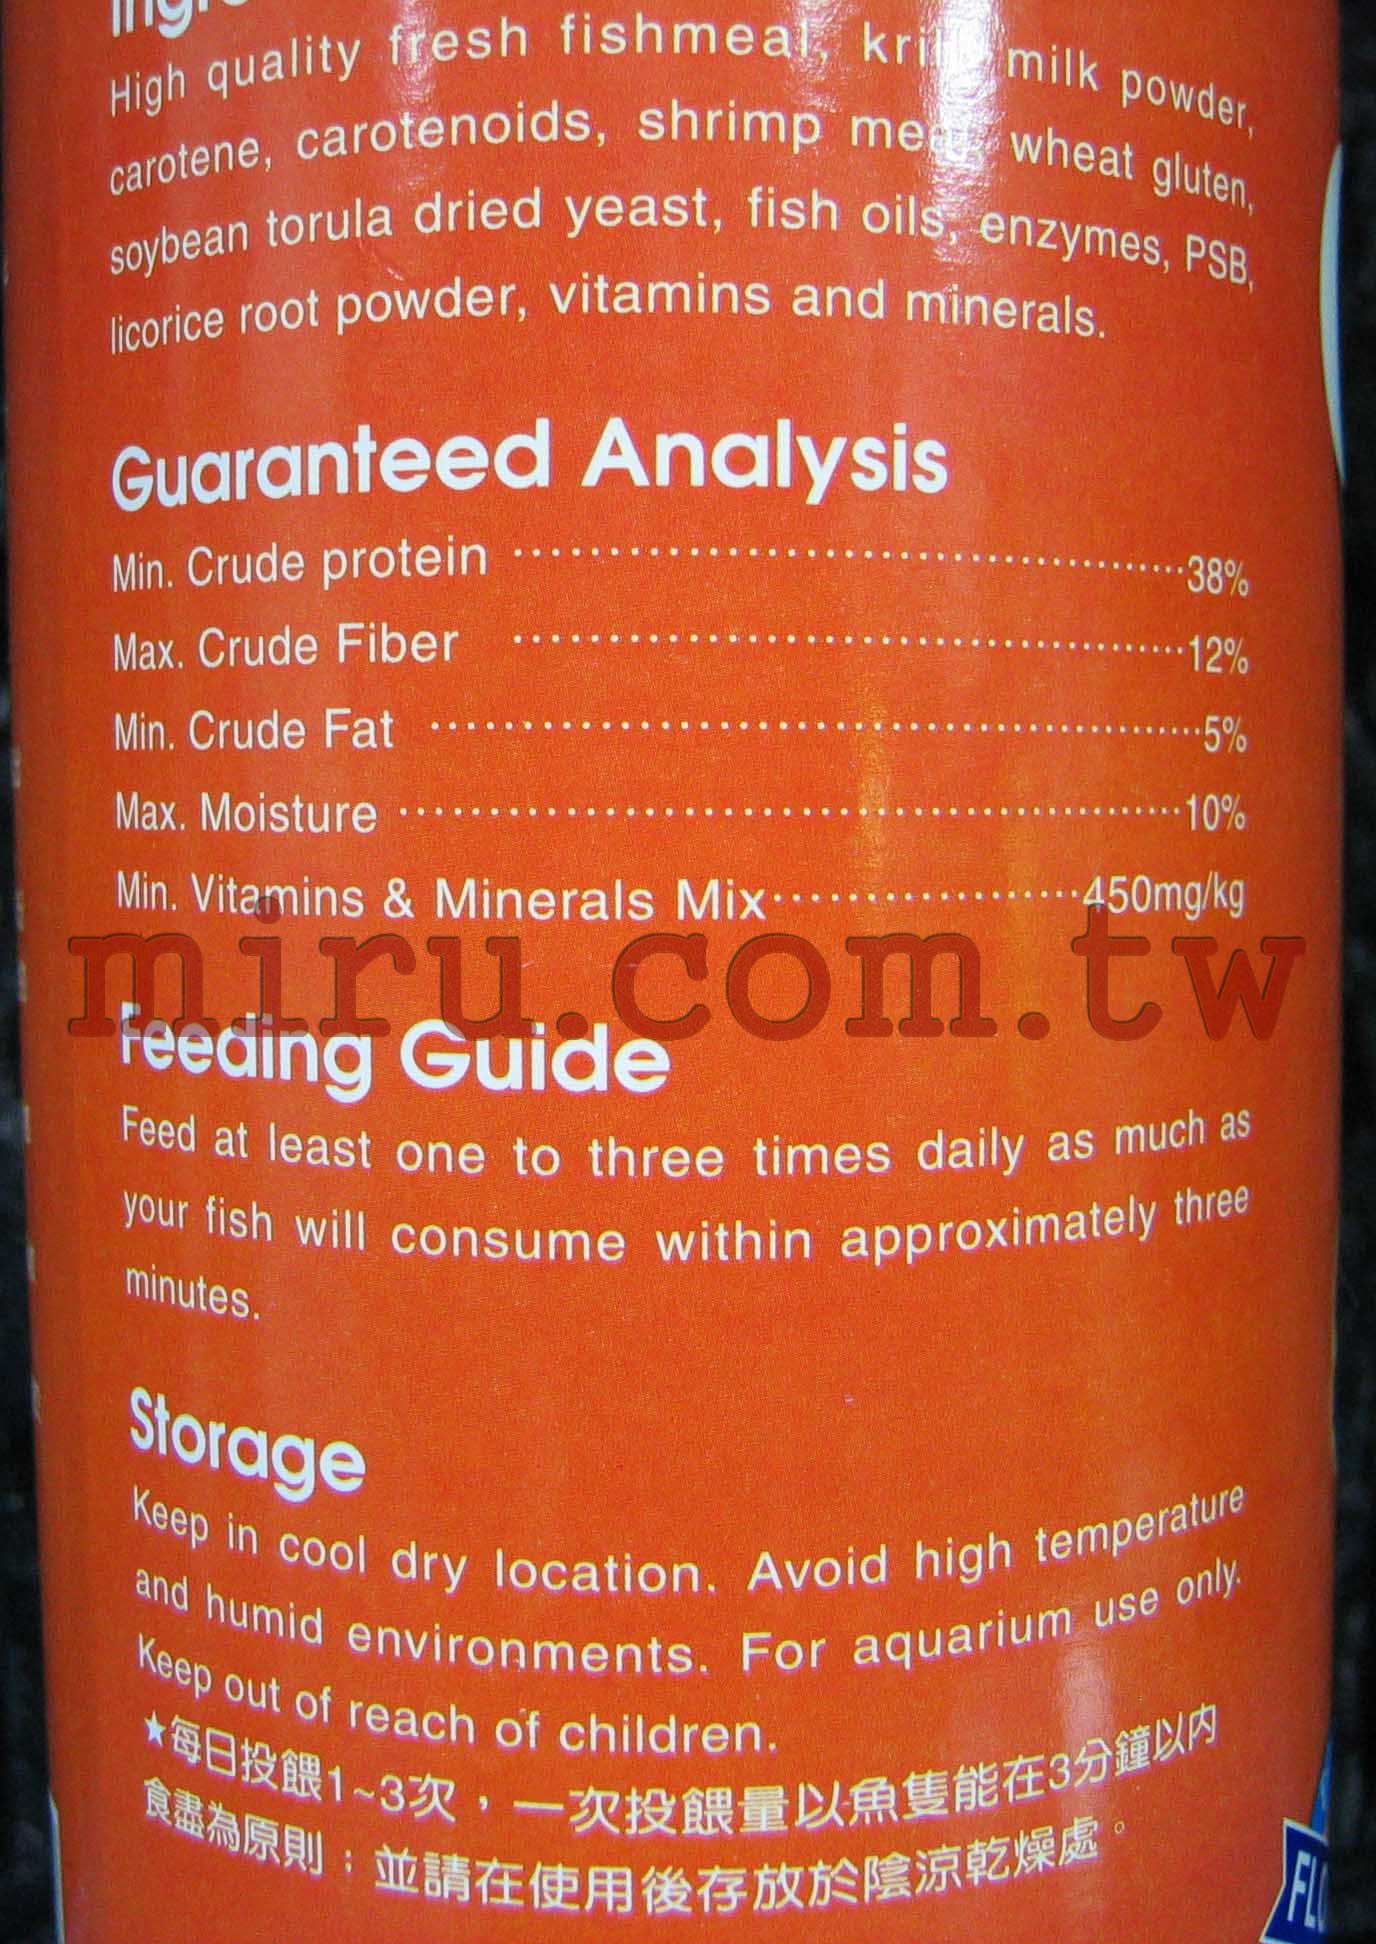 High quality fresh fishmeal, krill, milk powder,
carotene, carotenoids, shrimp meat, wheat gluten,
soybean torula dried yeast, fish oils, enzymes, PSB,
licorice root powder, vitamins and minerals.
Guaranteed Analysis
Min. Crude protein 38%
Max. Crude Fiber 12%
Min. Crude Fat 5%
Max. Moisture 10%
Min. Vitamins & Minerals Mix 450mg/kg
miru.com.tw
Feeding Guide
Feed at least one to three times daily as much as
your fish will consume within approximately three
minutes.
Storage
Keep in cool dry location. Avoid high temperature
and humid environments. For aquarium use only.
Keep out of reach of children.
★每日投餵1~3次，一次投餵量以魚隻能在3分鐘以內
食盡為原則；並請在使用後存放於陰涼乾燥處。